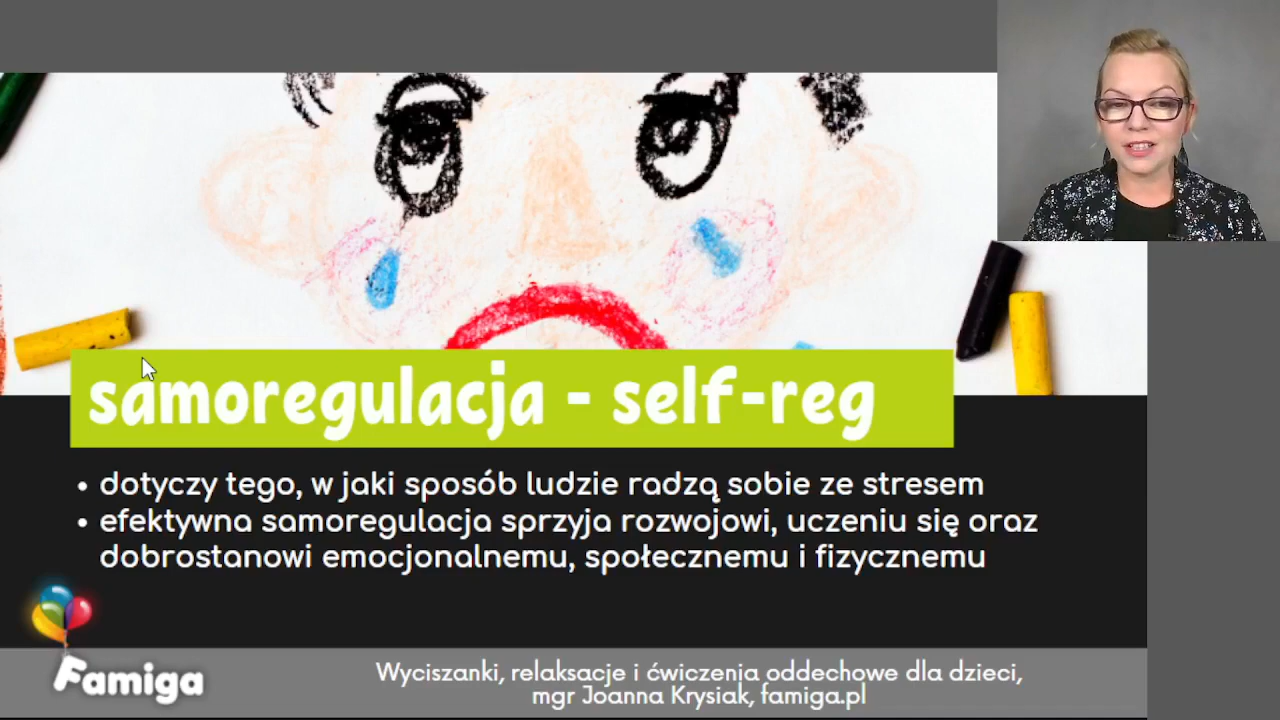 samoregulacja - self-reg
• dotyczy tego, w jaki sposób ludzie radzą sobie ze stresem
• efektywna samoregulacja sprzyja rozwojowi, uczeniu się oraz
dobrostanowi emocjonalnemu, społecznemu i fizycznemu
Famiga
Wyciszanki, relaksacje i ćwiczenia oddechowe dla dzieci,
mgr Joanna Krysiak, famiga.pl